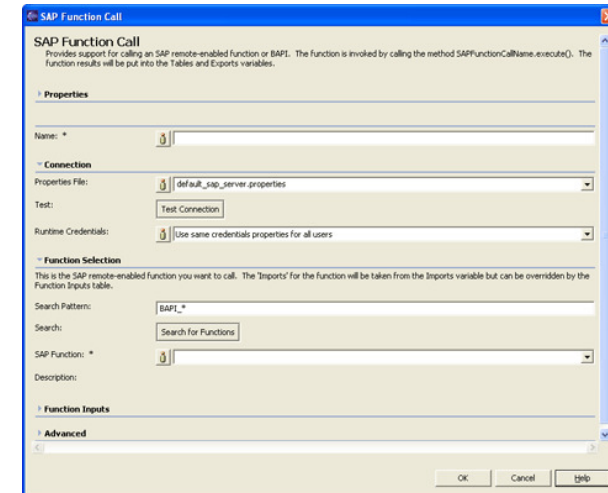 SAP Function Call
SAP Function Call
Provides support for calling an SAP remote-enabled function or BAPI. The function is invoked by calling the method SAPFunctionCallName.execute(). The
function results will be put into the Tables and Exports variables.
Properties
Name: *
Connection
Properties File:
default_sap_server.properties
Test:
Test Connection
Runtime Credentials:
Use same credentials properties for all users
Function Selection
This is the SAP remote-enabled function you want to call. The 'Imports' for the function will be taken from the Imports variable but can be overridden by the
Function Inputs table.
Search Pattern:
BAPI_*
Search:
Search for Functions
SAP Function: *
Description:
Function Inputs
Advanced
OK
Cancel
Help